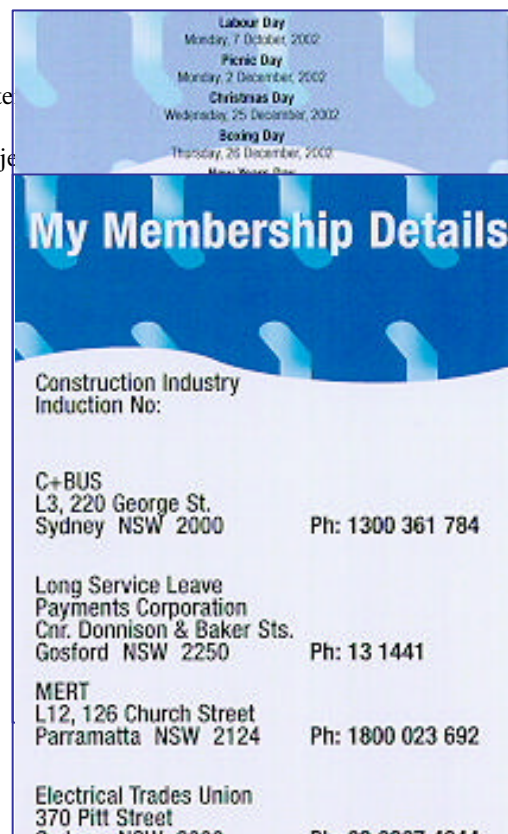 Labour Day
Monday, 7 October, 2002
Picnic Day
Monday, 2 December, 2002
Christmas Day
Wednesday, 25 December, 2002
Boxing Day
Thursday, 26 December, 2002
New Years Day
My Membership Details
Construction Industry
Induction No:
C+BUS
L3, 220 George St.
Sydney NSW 2000 Ph: 1300 361 784
Long Service Leave
Payments Corporation
Cnr. Donnison & Baker Sts.
Gosford NSW 2250 Ph: 13 1441
MERT
L12, 126 Church Street
Parramatta NSW 2124 Ph: 1800 023 692
Electrical Trades Union
370 Pitt Street